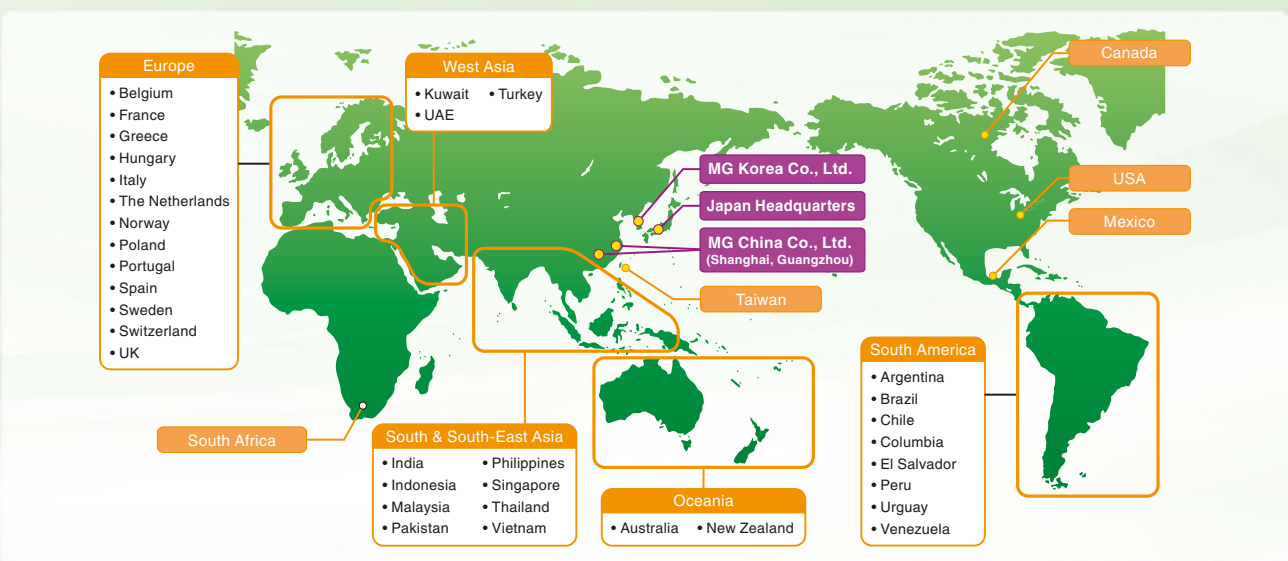 Europe
• Belgium
• France
• Greece
• Hungary
• Italy
• The Netherlands
• Norway
• Poland
• Portugal
• Spain
• Sweden
• Switzerland
• UK
West Asia
• Kuwait • Turkey
• UAE
Canada
MG Korea Co., Ltd.
Japan Headquarters
MG China Co., Ltd.
(Shanghai, Guangzhou)
Taiwan
USA
Mexico
South Africa
South & South-East Asia
• India • Philippines
• Indonesia • Singapore
• Malaysia • Thailand
• Pakistan • Vietnam
Oceania
• Australia • New Zealand
South America
• Argentina
• Brazil
• Chile
• Columbia
• El Salvador
• Peru
• Urguay
• Venezuela